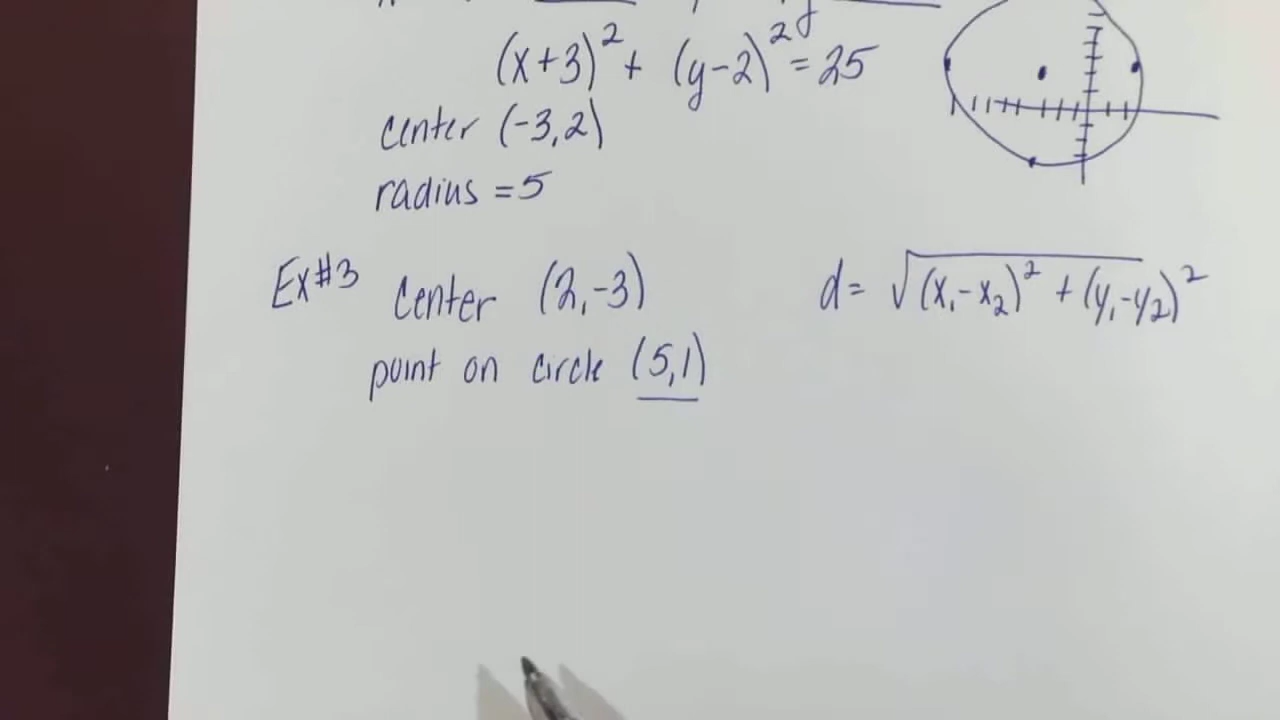 (x+3)² + (y-2)² = 25
center (-3,2)
radius = 5
Ex#3 center (2,-3)
point on circle (5,1)
d= √(x₁-x₂)² + (y₁-y₂)²